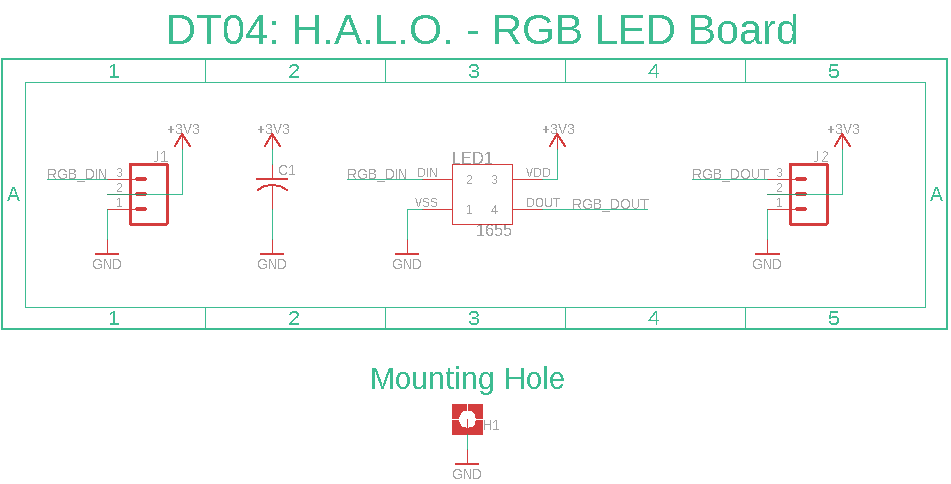 DT04: H.A.L.O. - RGB LED Board
1 2 3 4 5
+3V3 +3V3 +3V3 +3V3
J1 LED1 J2
RGB_DIN 3 C1 RGB_DIN DIN 2 3 VDD RGB_DOUT 3
2 2
A A
1 VSS 1 4 DOUT RGB_DOUT 1
1655
GND GND GND GND
1 2 3 4 5
Mounting Hole
H1
GND